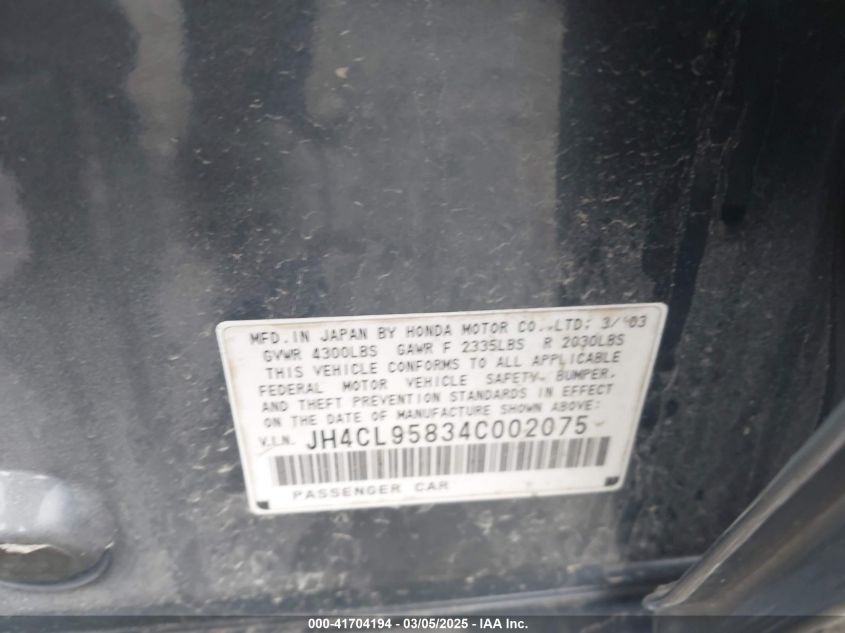 MFD. IN JAPAN BY HONDA MOTOR CO., LTD: 3/'03
GVWR 4300LBS GAWR F 2335LBS R 2030LBS
THIS VEHICLE CONFORMS TO ALL APPLICABLE
FEDERAL MOTOR VEHICLE SAFETY, BUMPER,
AND THEFT PREVENTION STANDARDS IN EFFECT
ON THE DATE OF MANUFACTURE SHOWN ABOVE:
V.I.N. JH4CL95834C002075
PASSENGER CAR
000-41704194 - 03/05/2025 - IAA Inc.